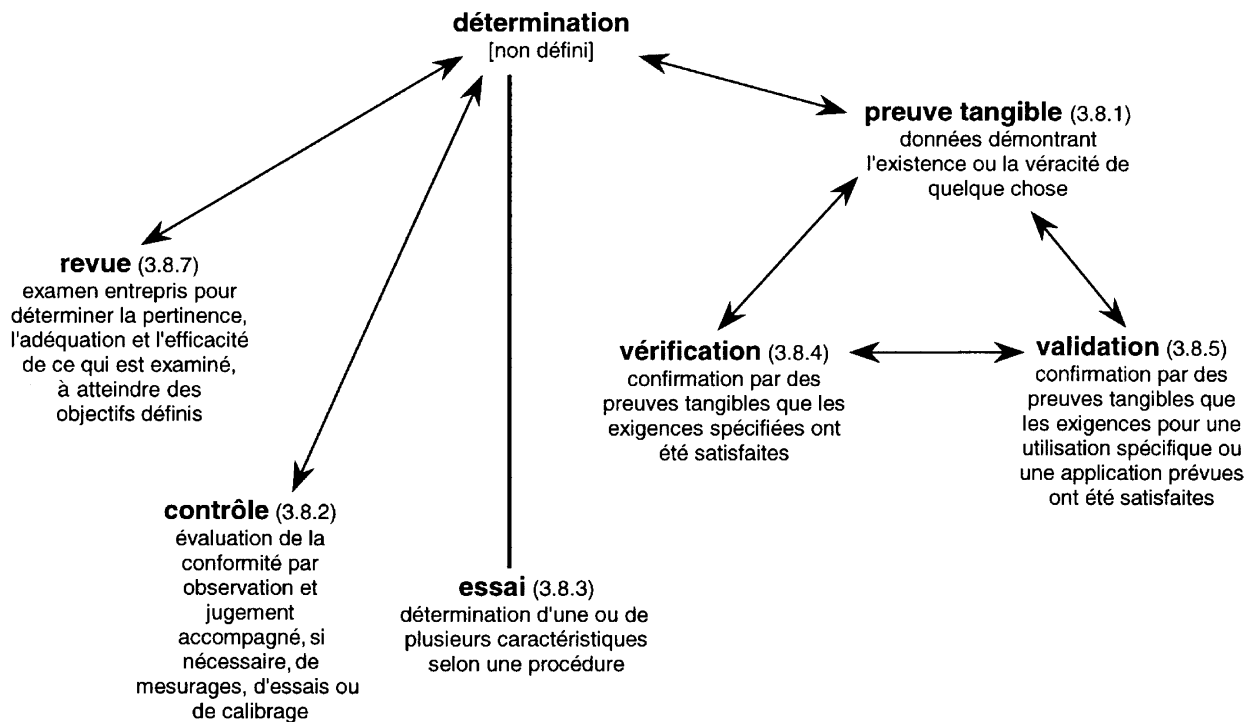 détermination
[non défini]
preuve tangible (3.8.1)
données démontrant
l'existence ou la véracité de
quelque chose
revue (3.8.7)
examen entrepris pour
déterminer la pertinence,
l'adéquation et l'efficacité
de ce qui est examiné,
à atteindre des
objectifs définis
vérification (3.8.4)
confirmation par des
preuves tangibles que les
exigences spécifiées ont
été satisfaites
validation (3.8.5)
confirmation par des
preuves tangibles que
les exigences pour une
utilisation spécifique ou
une application prévues
ont été satisfaites
contrôle (3.8.2)
évaluation de la
conformité par
observation et
jugement
accompagné, si
nécessaire, de
mesurages, d'essais ou
de calibrage
essai (3.8.3)
détermination d'une ou de
plusieurs caractéristiques
selon une procédure